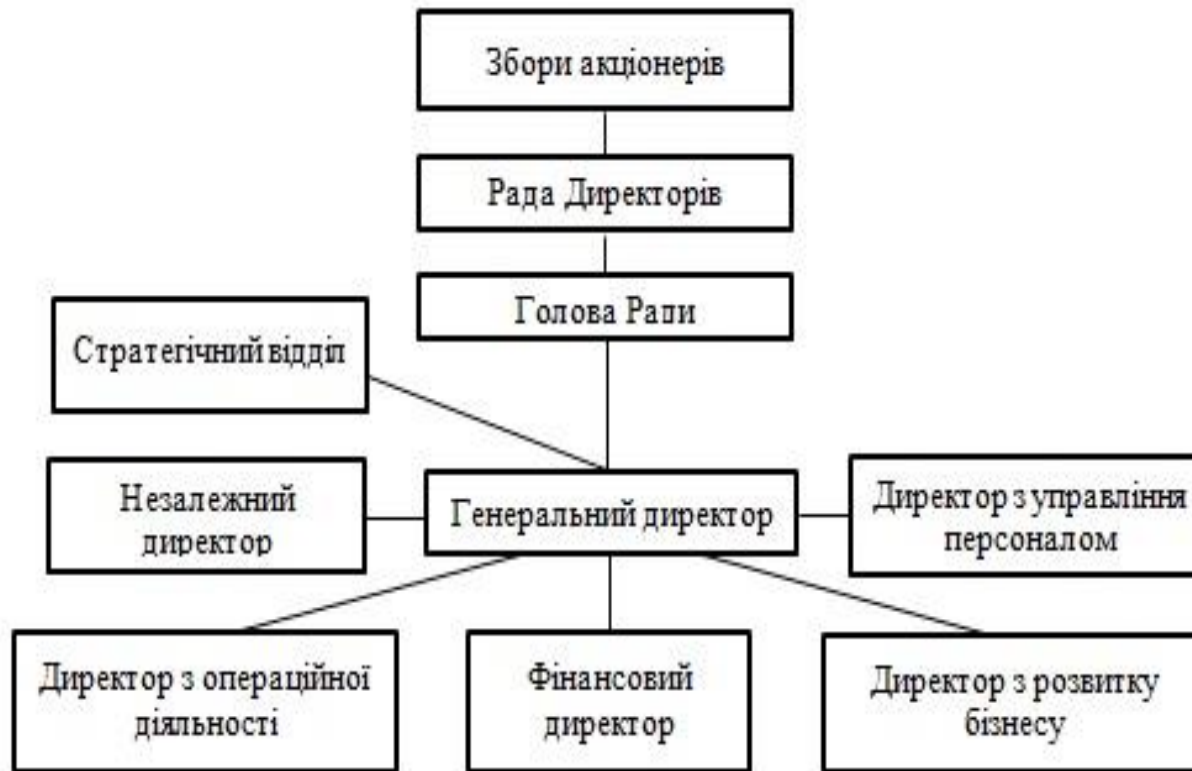 Збори акціонерів
Рада Директорів
Голова Ради
Стратегічний відділ
Незалежний
директор
Генеральний директор
Директор з управління
персоналом
Директор з операційної
діяльності
Фінансовий
директор
Директор з розвитку
бізнесу